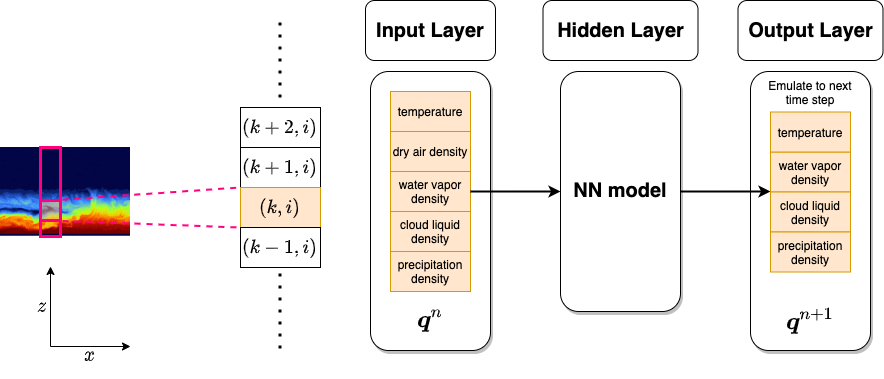 Input Layer
Hidden Layer
Output Layer
(k + 2, i)
(k + 1, i)
(k, i)
(k − 1, i)
z
x
temperature
dry air density
water vapor
density
cloud liquid
density
precipitation
density
q^n
NN model
Emulate to next
time step
temperature
water vapor
density
cloud liquid
density
precipitation
density
q^{n+1}